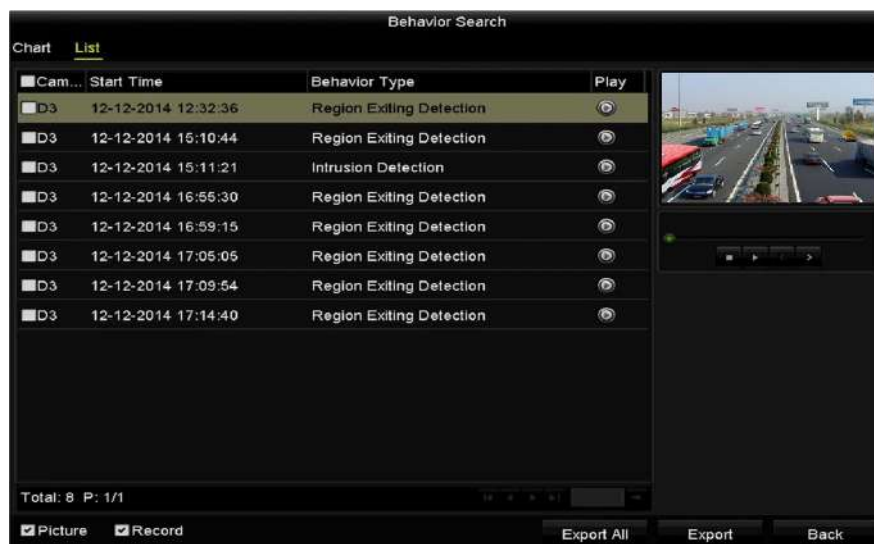 Behavior Search
Chart List
Cam... Start Time Behavior Type Play
D3 12-12-2014 12:32:36 Region Exiting Detection
D3 12-12-2014 15:10:44 Region Exiting Detection
D3 12-12-2014 15:11:21 Intrusion Detection
D3 12-12-2014 16:55:30 Region Exiting Detection
D3 12-12-2014 16:59:15 Region Exiting Detection
D3 12-12-2014 17:05:05 Region Exiting Detection
D3 12-12-2014 17:09:54 Region Exiting Detection
D3 12-12-2014 17:14:40 Region Exiting Detection
Total: 8 P: 1/1
Picture Record Export All Export Back